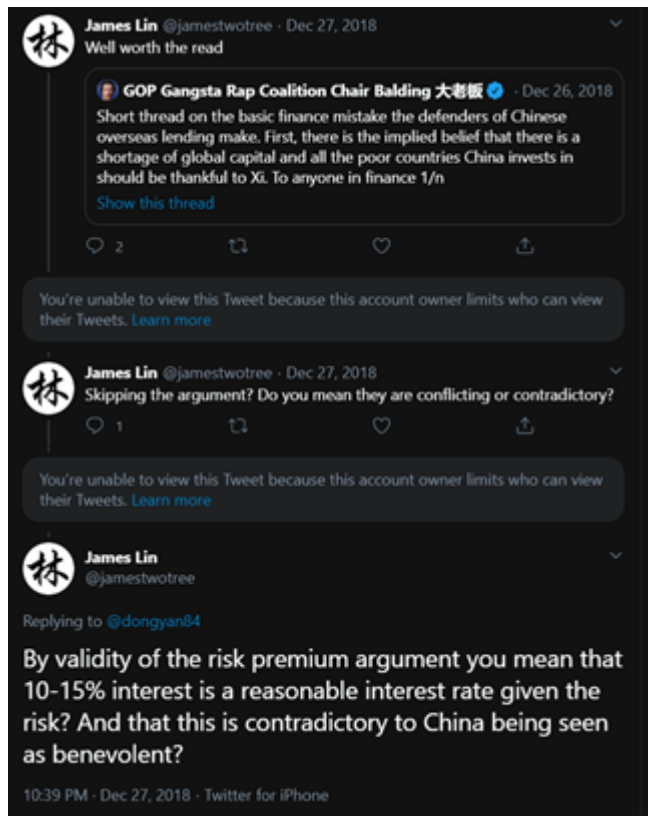 林
James Lin @jamestwotree · Dec 27, 2018
Well worth the read
GOP Gangsta Rap Coalition Chair Balding 大老板 · Dec 26, 2018
Short thread on the basic finance mistake the defenders of Chinese
overseas lending make. First, there is the implied belief that there is a
shortage of global capital and all the poor countries China invests in
should be thankful to Xi. To anyone in finance 1/n
Show this thread
2
You're unable to view this Tweet because this account owner limits who can view
their Tweets. Learn more
林
James Lin @jamestwotree · Dec 27, 2018
Skipping the argument? Do you mean they are conflicting or contradictory?
1
You're unable to view this Tweet because this account owner limits who can view
their Tweets. Learn more
林
James Lin
@jamestwotree
Replying to @dongyan84
By validity of the risk premium argument you mean that
10-15% interest is a reasonable interest rate given the
risk? And that this is contradictory to China being seen
as benevolent?
10:39 PM · Dec 27, 2018 · Twitter for iPhone